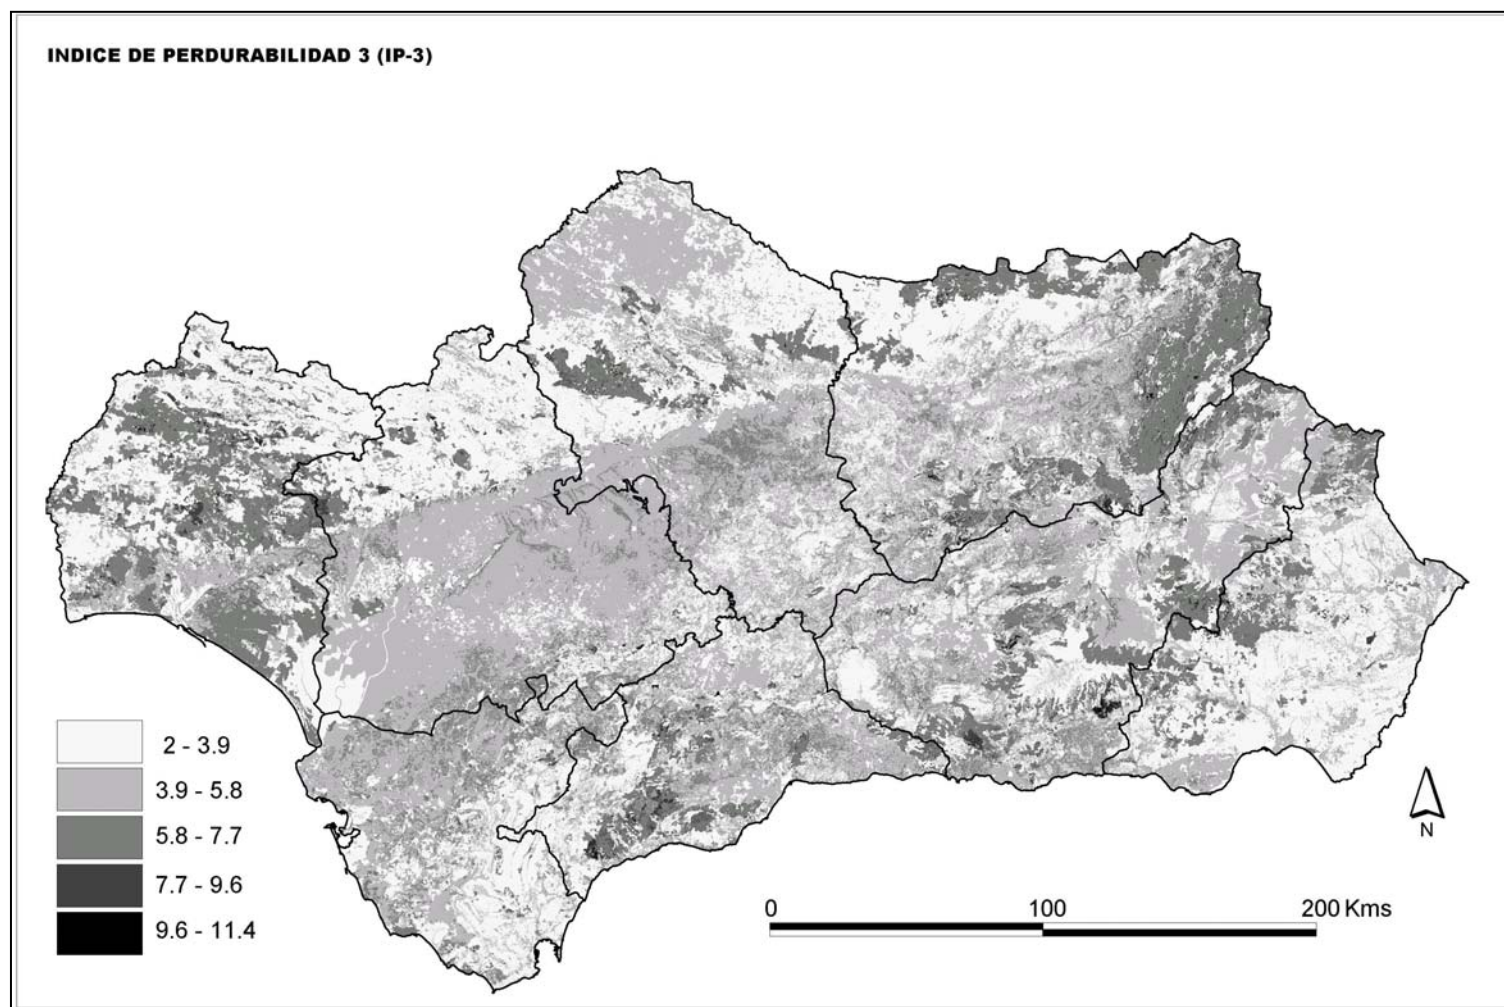 INDICE DE PERDURABILIDAD 3 (IP-3)
2 - 3.9
3.9 - 5.8
5.8 - 7.7
7.7 - 9.6
9.6 - 11.4
N
0 100 200 Kms